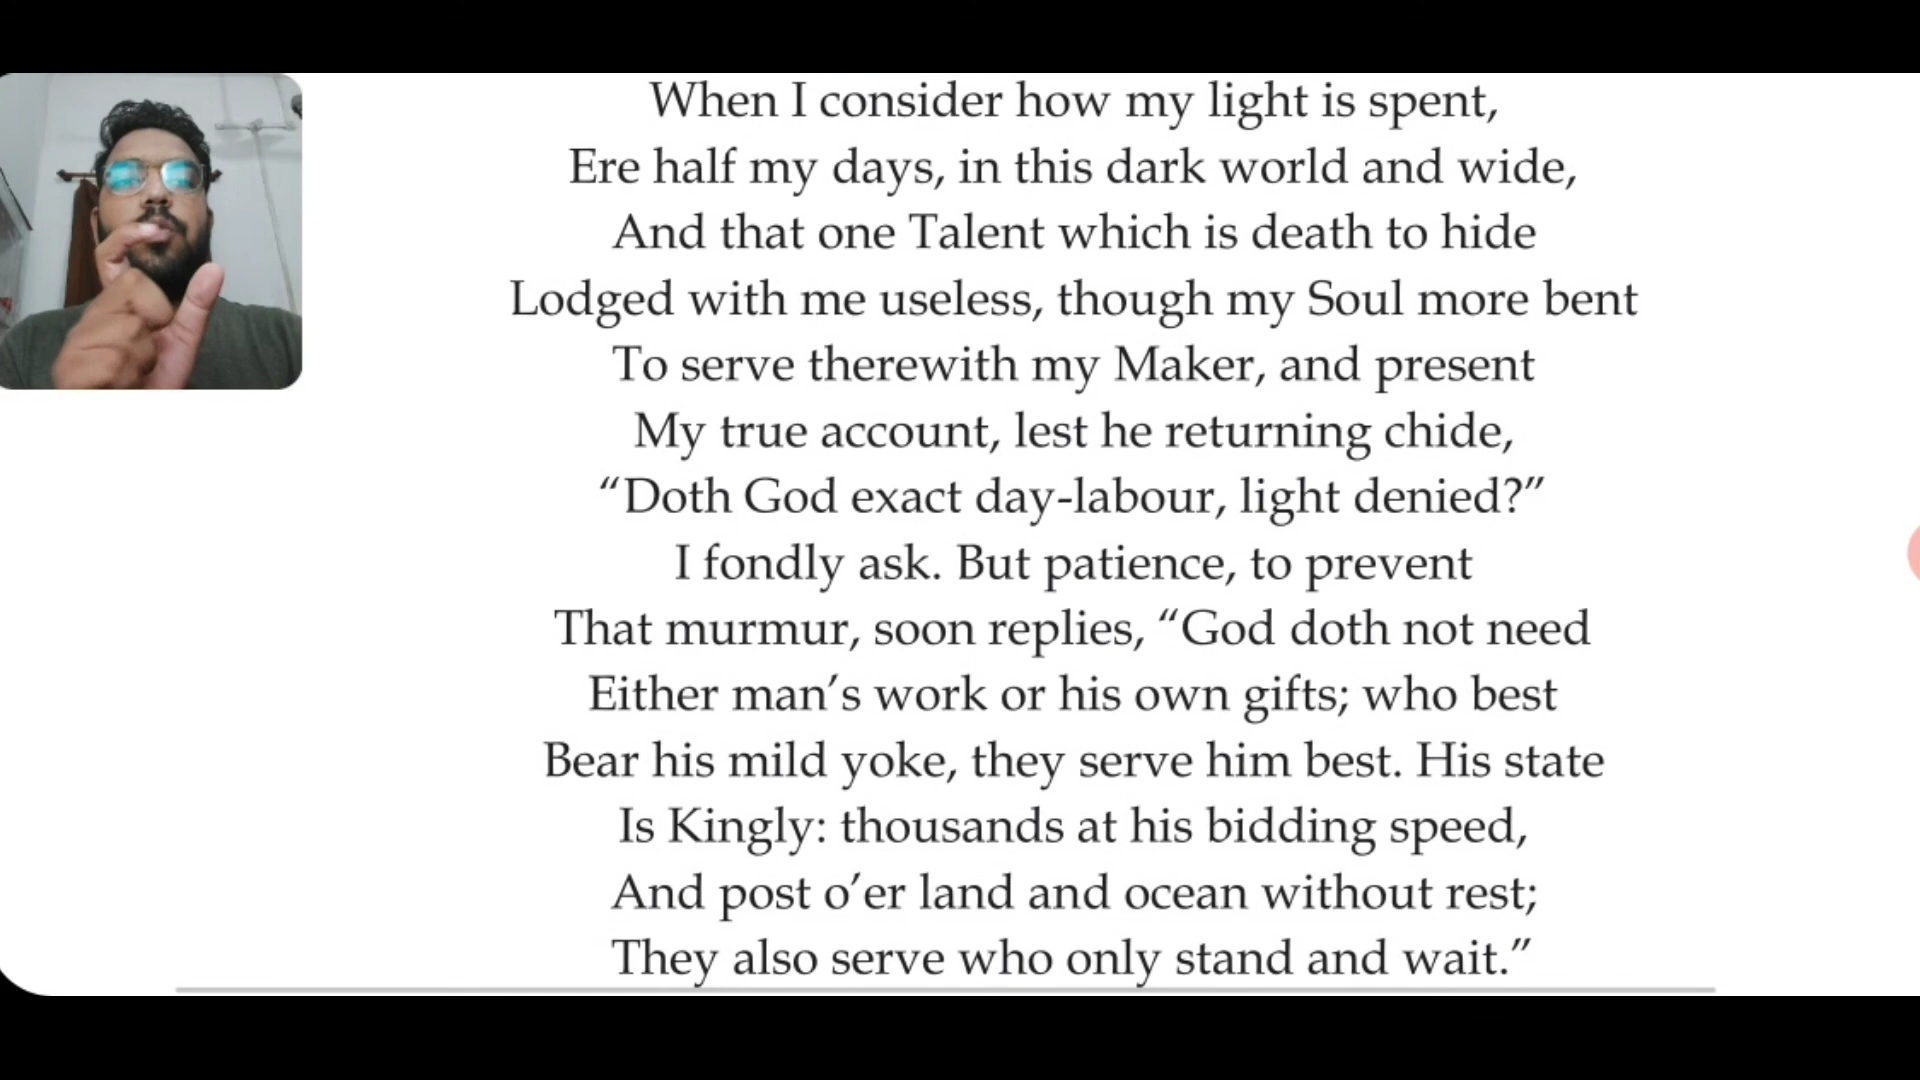 When I consider how my light is spent,
Ere half my days, in this dark world and wide,
And that one Talent which is death to hide
Lodged with me useless, though my Soul more bent
To serve therewith my Maker, and present
My true account, lest he returning chide,
“Doth God exact day-labour, light denied?”
I fondly ask. But patience, to prevent
That murmur, soon replies, “God doth not need
Either man’s work or his own gifts; who best
Bear his mild yoke, they serve him best. His state
Is Kingly: thousands at his bidding speed,
And post o’er land and ocean without rest;
They also serve who only stand and wait.”